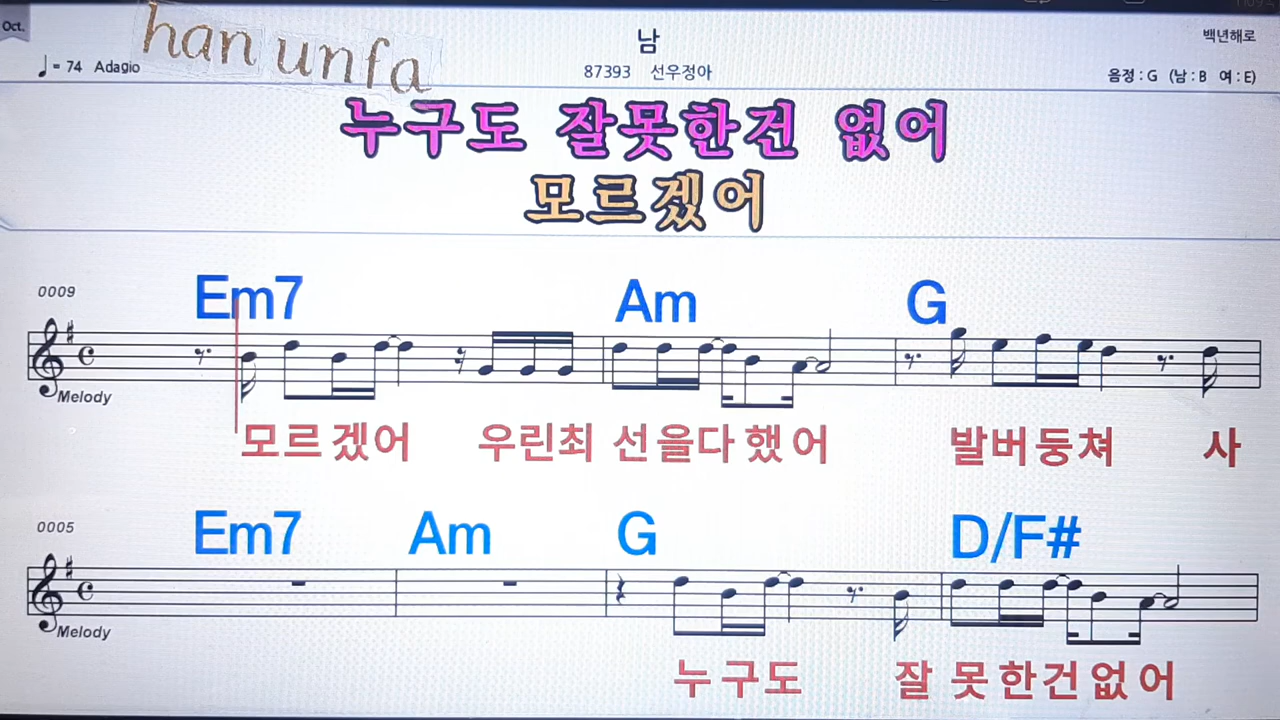 Oct.
han unfa
남
백년해로
♩= 74 Adagio
87393 선우정아
음정 : G (남 : B 여 : E)
누구도 잘못한건 없어
모르겠어
0009
Em7 Am G
Melody
모르겠어 우린최 선을다했어 발버둥쳐 사
0005
Em7 Am G D/F#
Melody
누구도 잘못한건없어